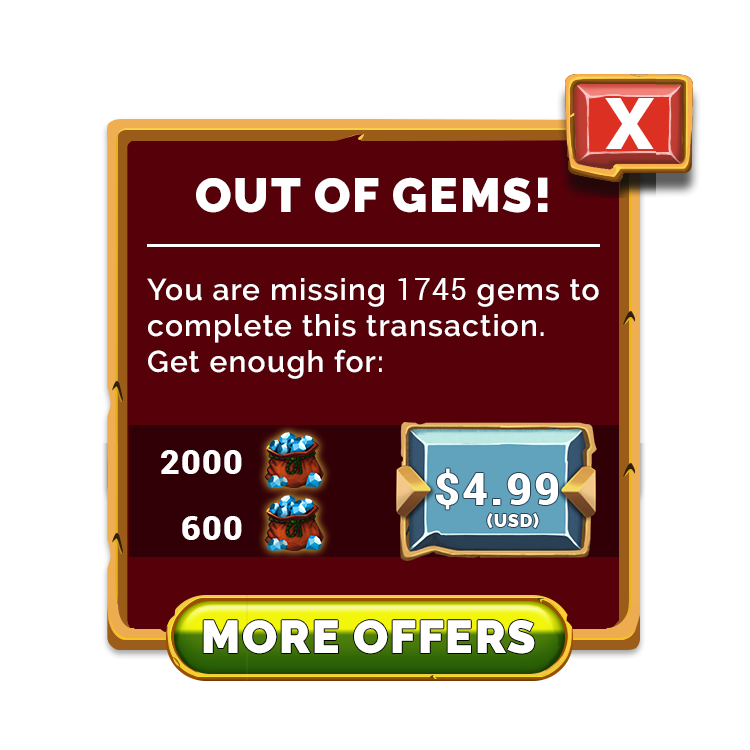 X
OUT OF GEMS!
You are missing 1745 gems to
complete this transaction.
Get enough for:
2000
600
$4.99
(USD)
MORE OFFERS